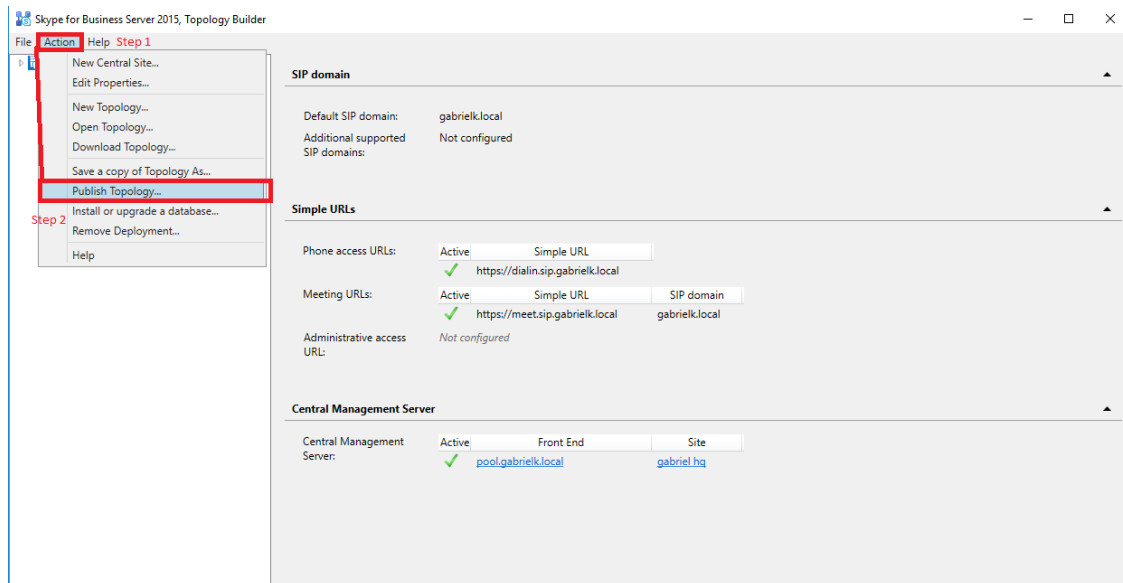 Skype for Business Server 2015, Topology Builder
File Action Help Step 1
New Central Site...
Edit Properties...
New Topology...
Open Topology...
Download Topology...
Save a copy of Topology As...
Publish Topology...
Step 2
Install or upgrade a database...
Remove Deployment...
Help
SIP domain
Default SIP domain: gabrielk.local
Additional supported Not configured
SIP domains:
Simple URLs
Phone access URLs: Active Simple URL
https://dialin.sip.gabrielk.local
Meeting URLs: Active Simple URL SIP domain
https://meet.sip.gabrielk.local gabrielk.local
Administrative access Not configured
URL:
Central Management Server
Central Management Active Front End Site
Server: pool.gabrielk.local gabriel hq